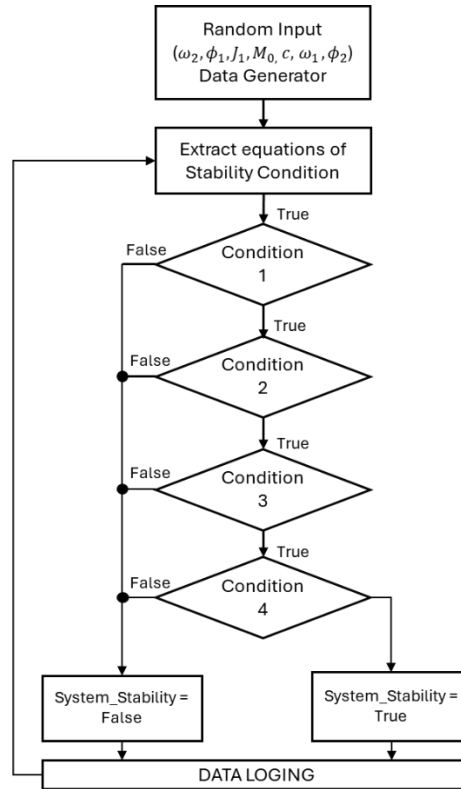 Random Input
(ω₂, ϕ₁, J₁, M₀, c, ω₁, ϕ₂)
Data Generator
Extract equations of
Stability Condition
True
False
Condition
1
True
False
Condition
2
True
False
Condition
3
True
False
Condition
4
System_Stability =
False
System_Stability =
True
DATA LOGING